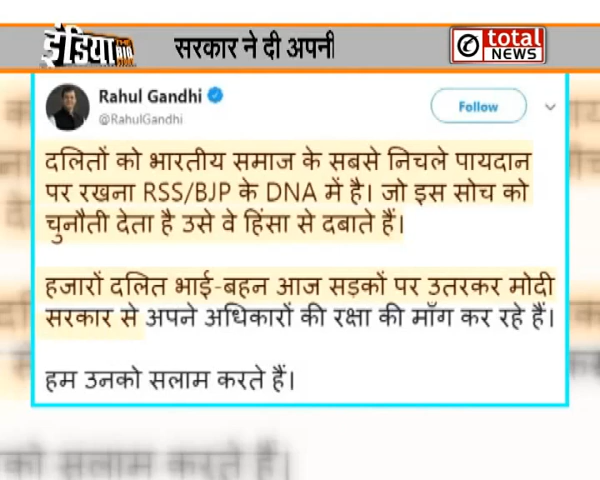 इंडिया THE BIG
सरकार ने दी अपनी
total NEWS
Rahul Gandhi
@RahulGandhi
Follow
दलितों को भारतीय समाज के सबसे निचले पायदान
पर रखना RSS/BJP के DNA में है। जो इस सोच को
चुनौती देता है उसे वे हिंसा से दबाते हैं।
हजारों दलित भाई-बहन आज सड़कों पर उतरकर मोदी
सरकार से अपने अधिकारों की रक्षा की माँग कर रहे हैं।
हम उनको सलाम करते हैं।
को सलाम करते हैं।